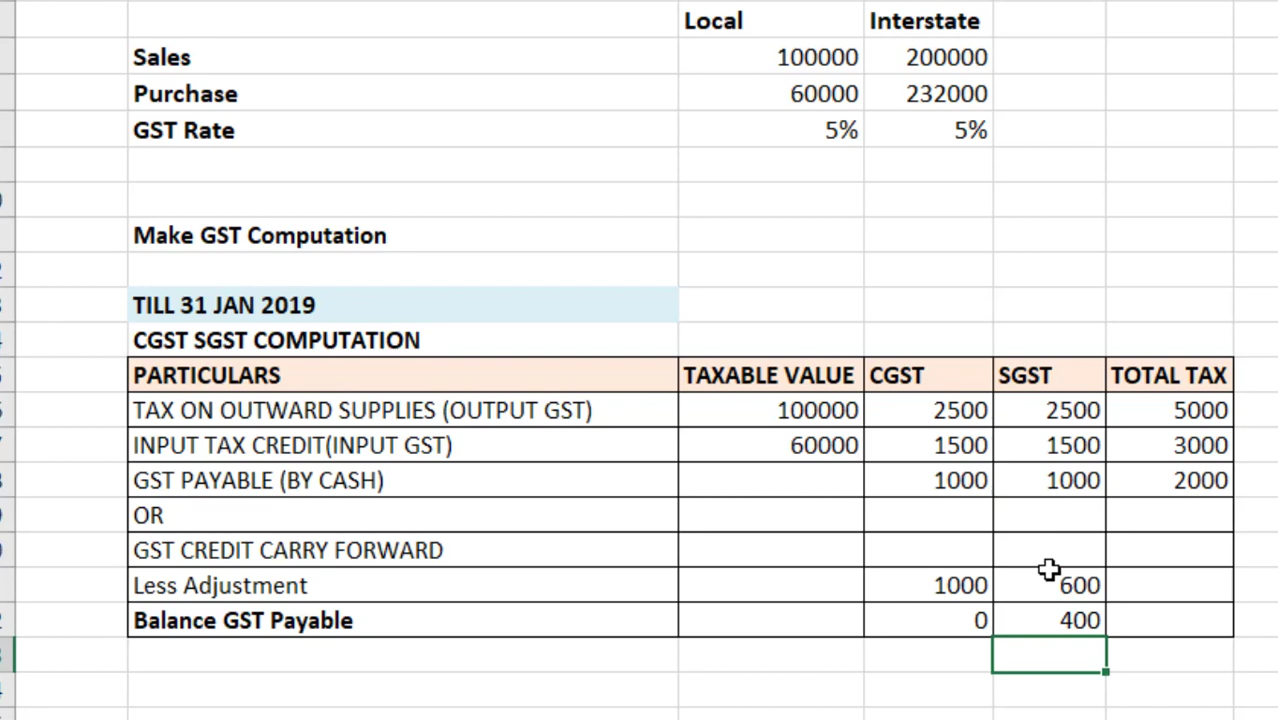 Local Interstate
Sales 100000 200000
Purchase 60000 232000
GST Rate 5% 5%
Make GST Computation
TILL 31 JAN 2019
CGST SGST COMPUTATION
PARTICULARS TAXABLE VALUE CGST SGST TOTAL TAX
TAX ON OUTWARD SUPPLIES (OUTPUT GST) 100000 2500 2500 5000
INPUT TAX CREDIT(INPUT GST) 60000 1500 1500 3000
GST PAYABLE (BY CASH) 1000 1000 2000
OR
GST CREDIT CARRY FORWARD
Less Adjustment 1000 600
Balance GST Payable 0 400